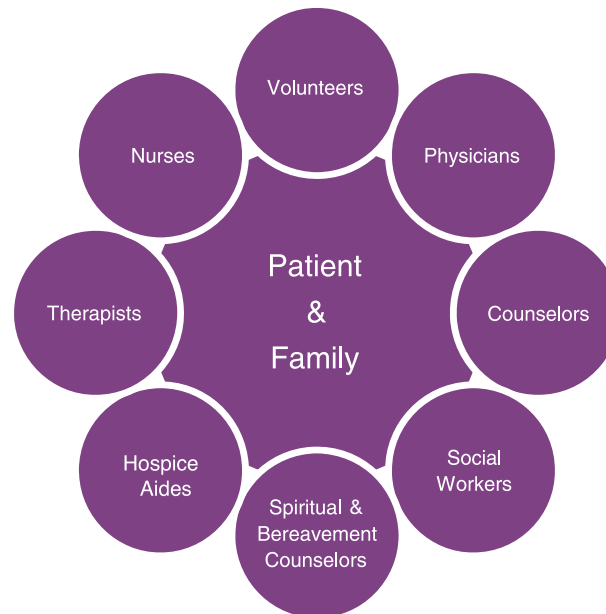 Volunteers
Nurses
Physicians
Patient
&
Family
Therapists
Counselors
Hospice
Aides
Social
Workers
Spiritual &
Bereavement
Counselors